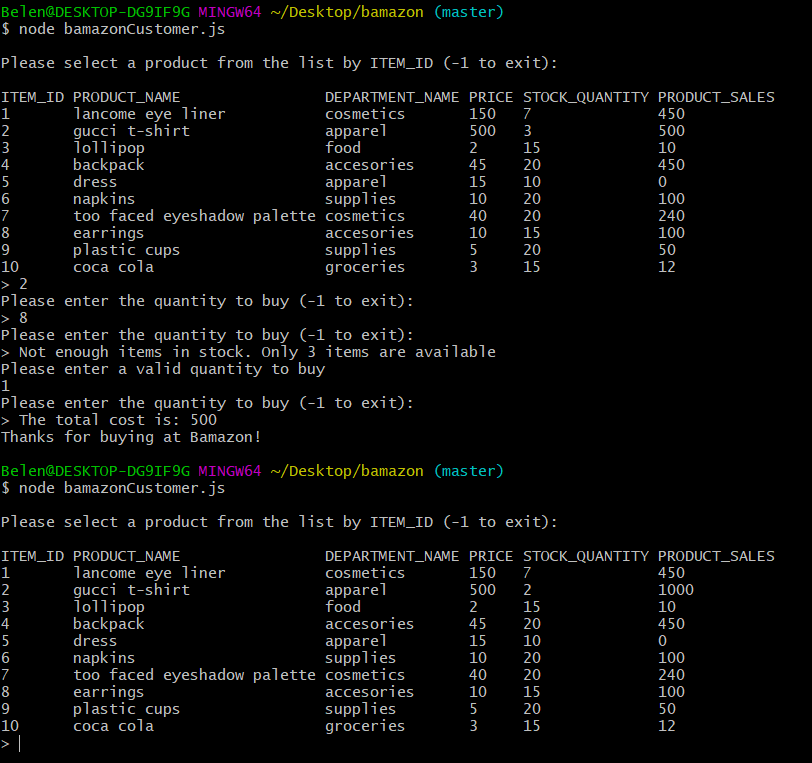 Belen@DESKTOP-DG9IF9G MINGW64 ~/Desktop/bamazon (master)
$ node bamazonCustomer.js
Please select a product from the list by ITEM_ID (-1 to exit):
ITEM_ID PRODUCT_NAME DEPARTMENT_NAME PRICE STOCK_QUANTITY PRODUCT_SALES
1 lancome eye liner cosmetics 150 7 450
2 gucci t-shirt apparel 500 3 500
3 lollipop food 2 15 10
4 backpack accesories 45 20 450
5 dress apparel 15 10 0
6 napkins supplies 10 20 100
7 too faced eyeshadow palette cosmetics 40 20 240
8 earrings accesories 10 15 100
9 plastic cups supplies 5 20 50
10 coca cola groceries 3 15 12
> 2
Please enter the quantity to buy (-1 to exit):
> 8
Please enter the quantity to buy (-1 to exit):
> Not enough items in stock. Only 3 items are available
Please enter a valid quantity to buy
1
Please enter the quantity to buy (-1 to exit):
> The total cost is: 500
Thanks for buying at Bamazon!
Belen@DESKTOP-DG9IF9G MINGW64 ~/Desktop/bamazon (master)
$ node bamazonCustomer.js
Please select a product from the list by ITEM_ID (-1 to exit):
ITEM_ID PRODUCT_NAME DEPARTMENT_NAME PRICE STOCK_QUANTITY PRODUCT_SALES
1 lancome eye liner cosmetics 150 7 450
2 gucci t-shirt apparel 500 2 1000
3 lollipop food 2 15 10
4 backpack accesories 45 20 450
5 dress apparel 15 10 0
6 napkins supplies 10 20 100
7 too faced eyeshadow palette cosmetics 40 20 240
8 earrings accesories 10 15 100
9 plastic cups supplies 5 20 50
10 coca cola groceries 3 15 12
>